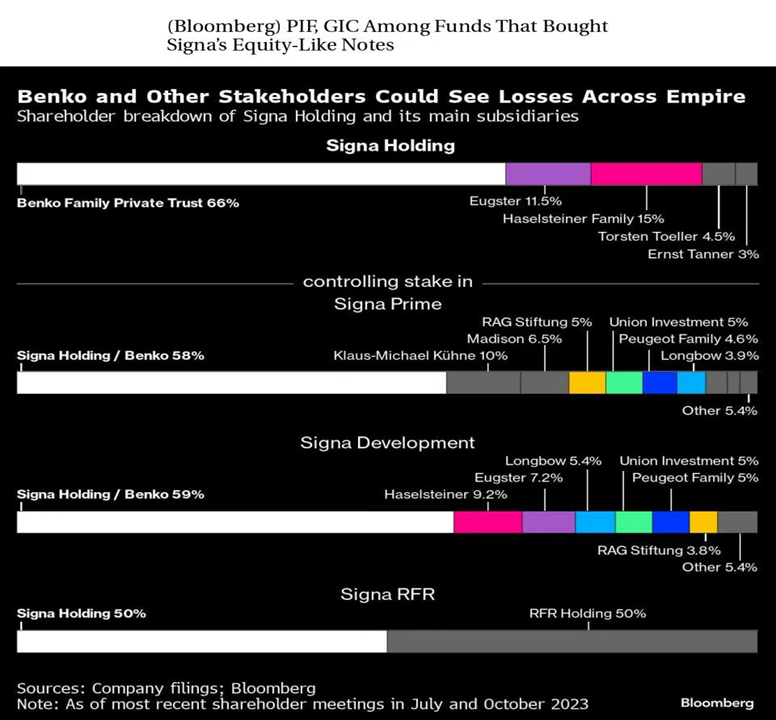 (Bloomberg) PIF, GIC Among Funds That Bought
Signa's Equity-Like Notes
Benko and Other Stakeholders Could See Losses Across Empire
Shareholder breakdown of Signa Holding and its main subsidiaries
Signa Holding
Benko Family Private Trust 66%
Eugster 11.5%
Haselsteiner Family 15%
Torsten Toeller 4.5%
Ernst Tanner 3%
controlling stake in
Signa Prime
RAG Stiftung 5% Union Investment 5%
Madison 6.5% Peugeot Family 4.6%
Signa Holding / Benko 58% Klaus-Michael Kühne 10% Longbow 3.9%
Other 5.4%
Signa Development
Longbow 5.4% Union Investment 5%
Eugster 7.2% Peugeot Family 5%
Signa Holding / Benko 59% Haselsteiner 9.2%
RAG Stiftung 3.8%
Other 5.4%
Signa RFR
Signa Holding 50% RFR Holding 50%
Sources: Company filings; Bloomberg
Note: As of most recent shareholder meetings in July and October 2023 Bloomberg